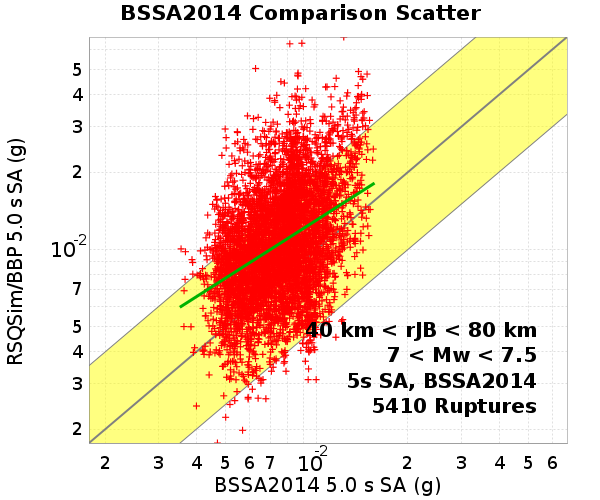 BSSA2014 Comparison Scatter
RSQSim/BBP 5.0 s SA (g)
5
4
3
2
10-2
7
5
4
3
2
40 km < rJB < 80 km
7 < Mw < 7.5
5s SA, BSSA2014
5410 Ruptures
2 3 4 5 6 7 10-2 2 3 4 5 6
BSSA2014 5.0 s SA (g)